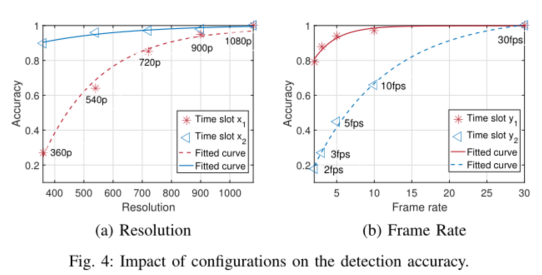 1
0.8
0.6
0.4
0.2
Accuracy
360p
540p
720p
900p
1080p
Time slot x1
Time slot x2
Fitted curve
Fitted curve
400 500 600 700 800 900 1000
Resolution
(a) Resolution
1
0.8
0.6
0.4
0.2
Accuracy
2fps
3fps
5fps
10fps
30fps
Time slot y1
Time slot y2
Fitted curve
Fitted curve
5 10 15 20 25 30
Frame rate
(b) Frame Rate
Fig. 4: Impact of configurations on the detection accuracy.